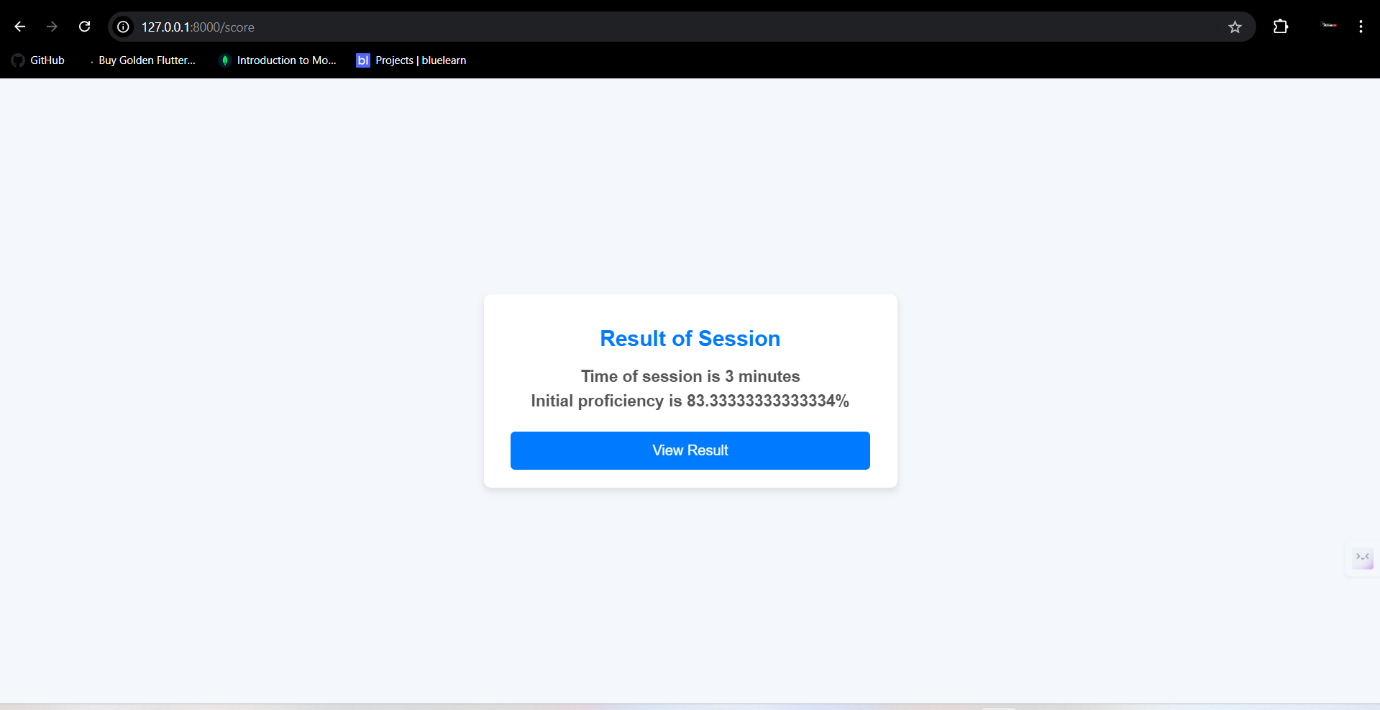 127.0.0.1:8000/score
GitHub
Buy Golden Flutter...
Introduction to Mo...
bl
Projects | bluelearn
Result of Session
Time of session is 3 minutes
Initial proficiency is 83.33333333333334%
View Result